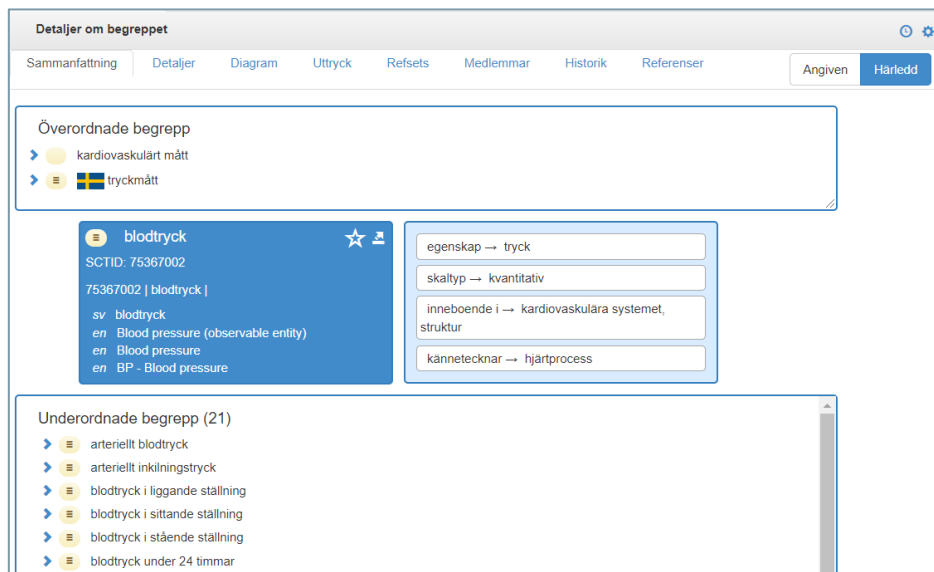 Detaljer om begreppet
Sammanfattning Detaljer Diagram Uttryck Refsets Medlemmar Historik Referenser Angiven Härledd
Överordnade begrepp
kardiovaskulärt mått
tryckmått
blodtryck
SCTID: 75367002
75367002 | blodtryck |
sv blodtryck
en Blood pressure (observable entity)
en Blood pressure
en BP - Blood pressure
egenskap → tryck
skaltyp → kvantitativ
inneboende i → kardiovaskulära systemet,
struktur
kännetecknar → hjärtprocess
Underordnade begrepp (21)
arteriellt blodtryck
arteriellt inkilningstryck
blodtryck i liggande ställning
blodtryck i sittande ställning
blodtryck i stående ställning
blodtryck under 24 timmar